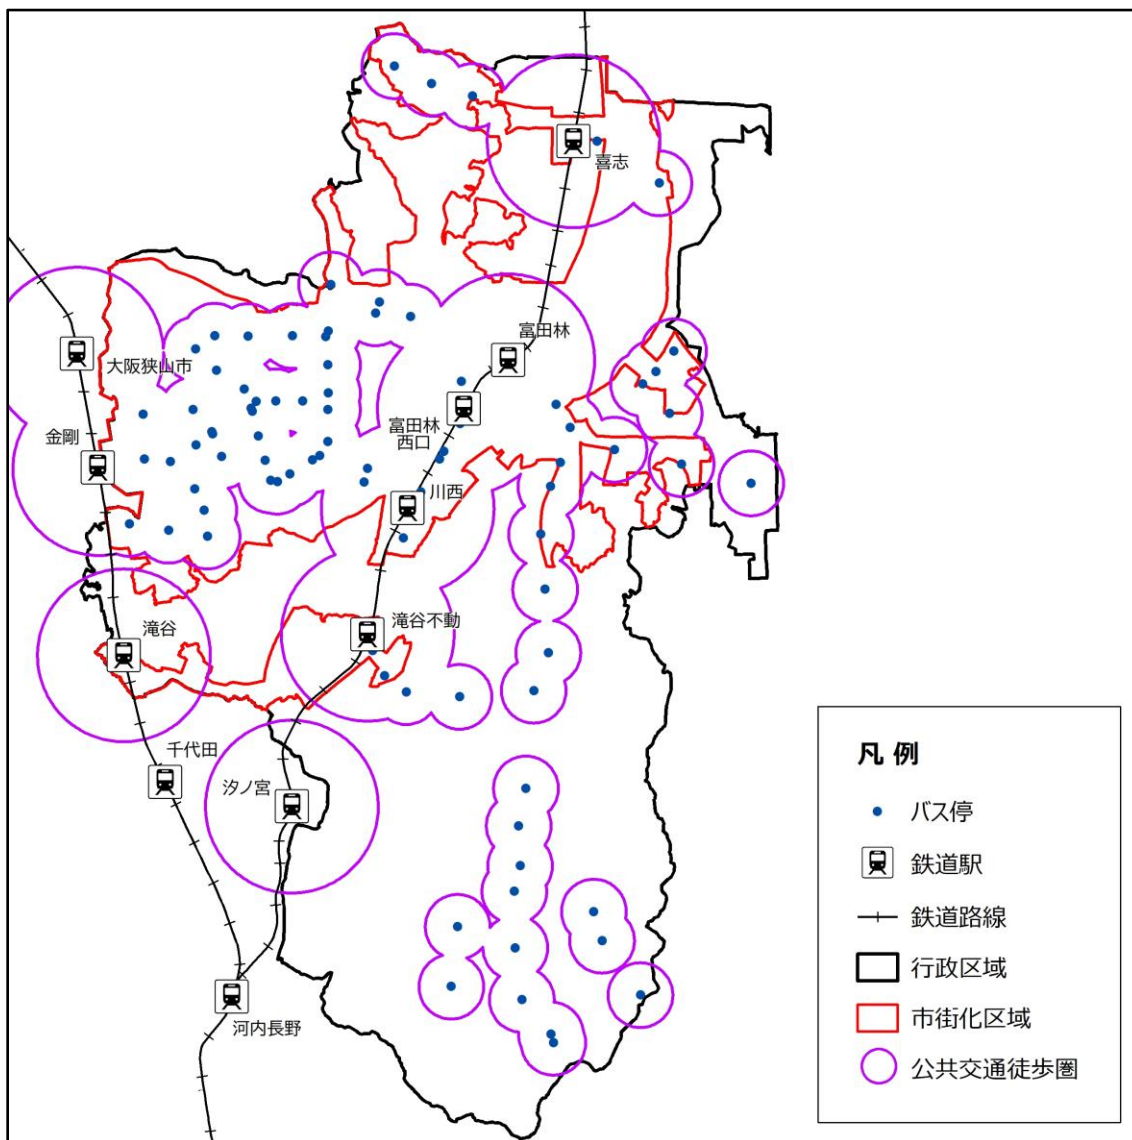 喜志
富田林
大阪狭山市
富田林
西口
金剛
川西
滝谷
滝谷不動
千代田
汐ノ宮
河内長野
凡 例
バス停
鉄道駅
鉄道路線
行政区域
市街化区域
公共交通徒歩圏